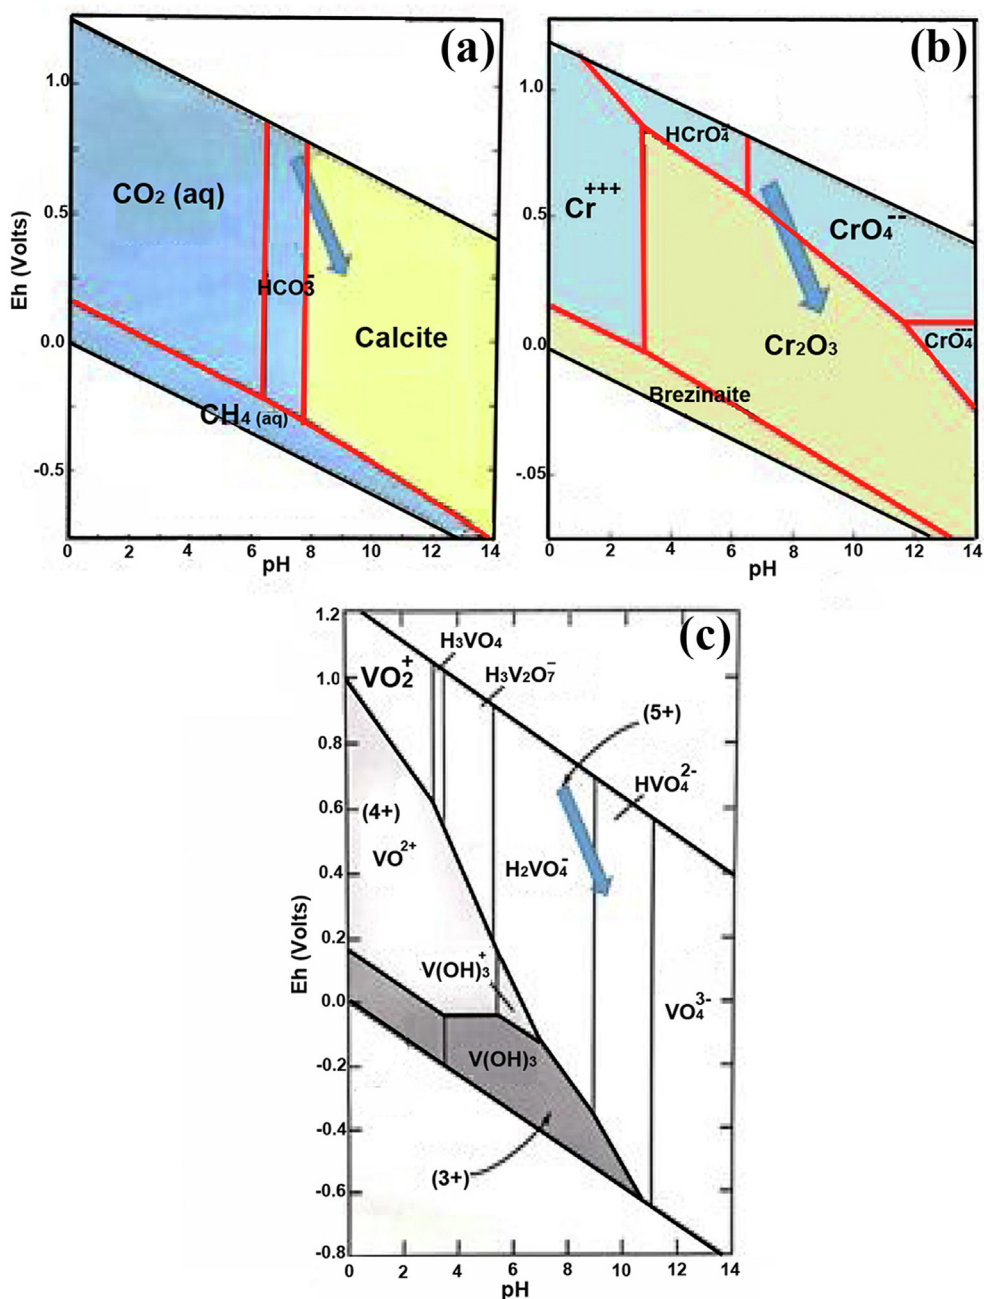 (a)
1.0
0.5
0.0
-0.5
Eh (Volts)
CO2 (aq)
HCO3-
Calcite
CH4 (aq)
0 2 4 6 8 10 12 14
pH
(b)
1.0
0.5
0.0
-.05
HCrO4-
Cr+++
CrO4--
CrO4---
Cr2O3
Brezinaite
0 2 4 6 8 10 12 14
pH
(c)
1.2
1.0
0.8
0.6
0.4
0.2
0.0
-0.2
-0.4
-0.6
-0.8
Eh (Volts)
H3VO4
VO2+
H3V2O7-
(5+)
HVO42-
(4+)
VO2+
H2VO4-
V(OH)3+
VO43-
V(OH)3
(3+)
0 2 4 6 8 10 12 14
pH